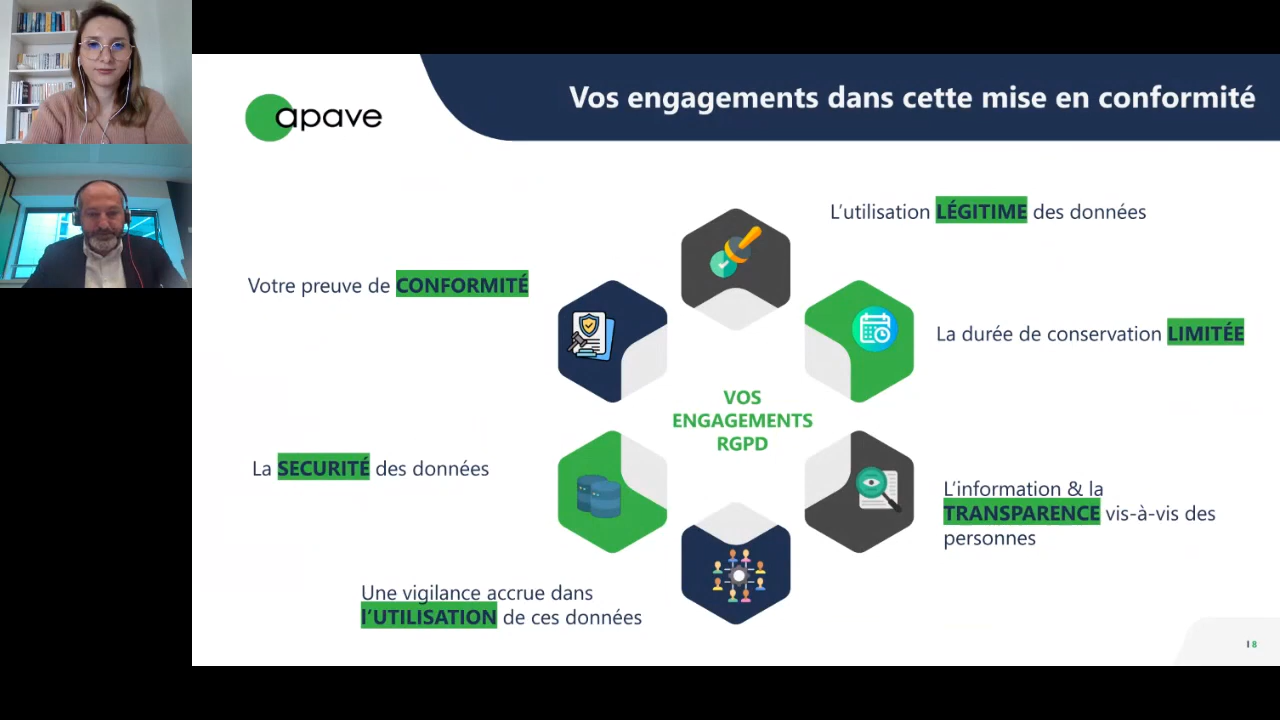 apave
Vos engagements dans cette mise en conformité
L'utilisation LÉGITIME des données
Votre preuve de CONFORMITÉ
La durée de conservation LIMITÉE
VOS
ENGAGEMENTS
RGPD
La SECURITÉ des données
L'information & la
TRANSPARENCE vis-à-vis des
personnes
Une vigilance accrue dans
l'UTILISATION de ces données
I 8